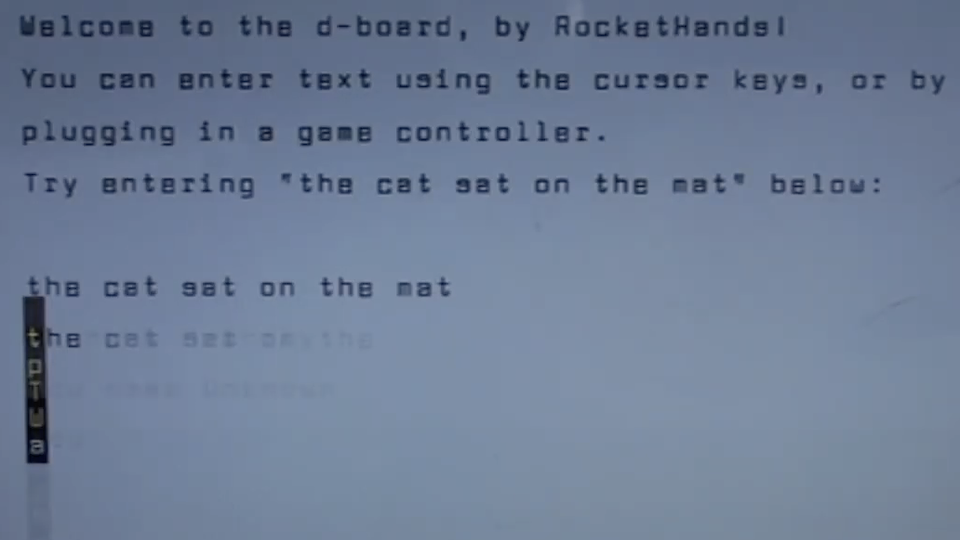 Welcome to the d-board, by RocketHands!
You can enter text using the cursor keys, or by
plugging in a game controller.
Try entering "the cat sat on the mat" below:
the cat sat on the mat
the cat sat on the
p
T
W
a